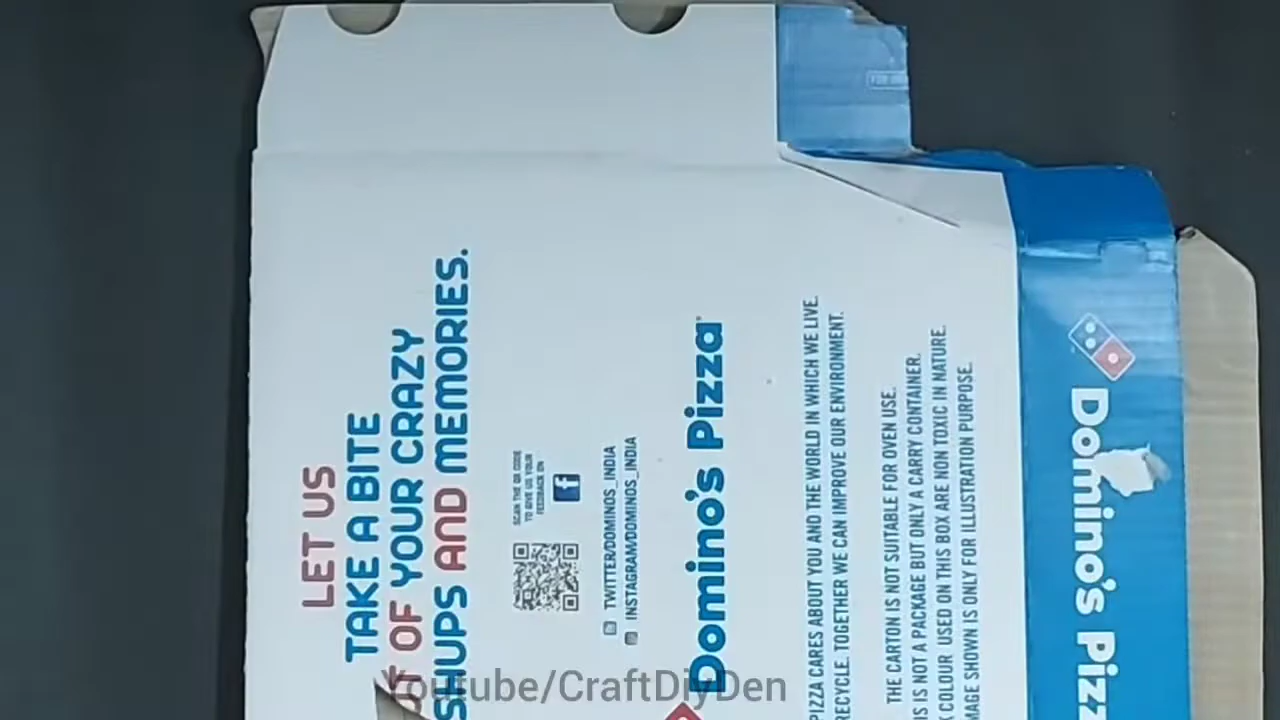 LET US
TAKE A BITE
OF YOUR CRAZY
SHUPS AND MEMORIES.
SCAN THE QR CODE
TO GIVE US YOUR
FEEDBACK ON
f
TWITTER/DOMINOS_INDIA
INSTAGRAM/DOMINOS_INDIA
Domino's Pizza
PIZZA CARES ABOUT YOU AND THE WORLD IN WHICH WE LIVE.
RECYCLE. TOGETHER WE CAN IMPROVE OUR ENVIRONMENT.
THE CARTON IS NOT SUITABLE FOR OVEN USE.
IS NOT A PACKAGE BUT ONLY A CARRY CONTAINER.
COLOUR USED ON THIS BOX ARE NON TOXIC IN NATURE.
IMAGE SHOWN IS ONLY FOR ILLUSTRATION PURPOSE.
Domino's Piz
Youtube/CraftDiyDen